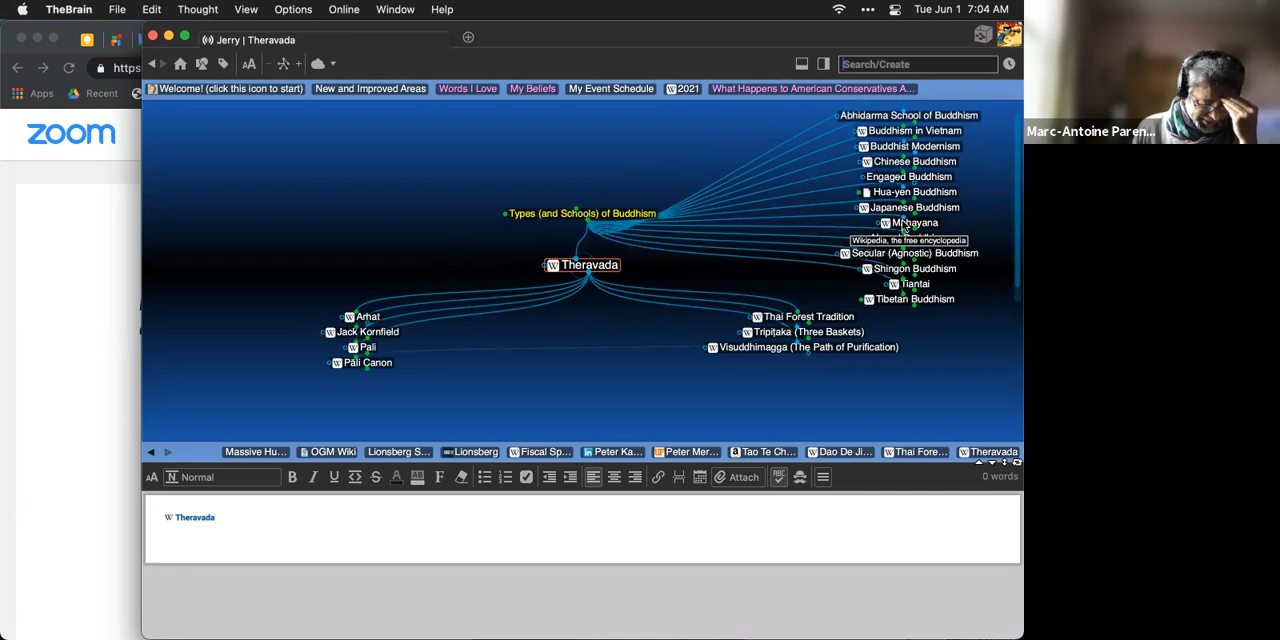 TheBrain File Edit Thought View Options Online Window Help Tue Jun 1 7:04 AM
Jerry | Theravada
https
Search/Create
Apps Recent
Welcome! (click this icon to start) New and Improved Areas Words I Love My Beliefs My Event Schedule 2021 What Happens to American Conservatives A...
zoom
Abhidarma School of Buddhism
Buddhism in Vietnam
Buddhist Modernism
Chinese Buddhism
Engaged Buddhism
Hua-yen Buddhism
Japanese Buddhism
Types (and Schools) of Buddhism
Mahayana
Wikipedia, the free encyclopedia
Secular (Agnostic) Buddhism
Theravada
Shingon Buddhism
Tiantai
Tibetan Buddhism
Arhat
Jack Kornfield
Pali
Pāli Canon
Thai Forest Tradition
Tripiṭaka (Three Baskets)
Visuddhimagga (The Path of Purification)
Massive Hu... OGM Wiki Lionsberg S... Lionsberg Fiscal Sp... Peter Ka... Peter Mer... Tao Te Ch... Dao De Ji... Thai Fore... Theravada
Normal Attach 0 words
Theravada
Marc-Antoine Paren...